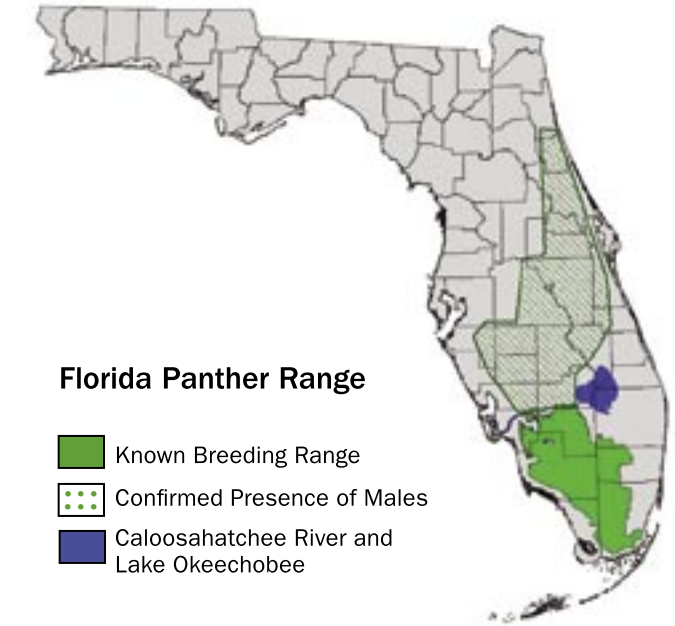 Florida Panther Range
Known Breeding Range
Confirmed Presence of Males
Caloosahatchee River and
Lake Okeechobee